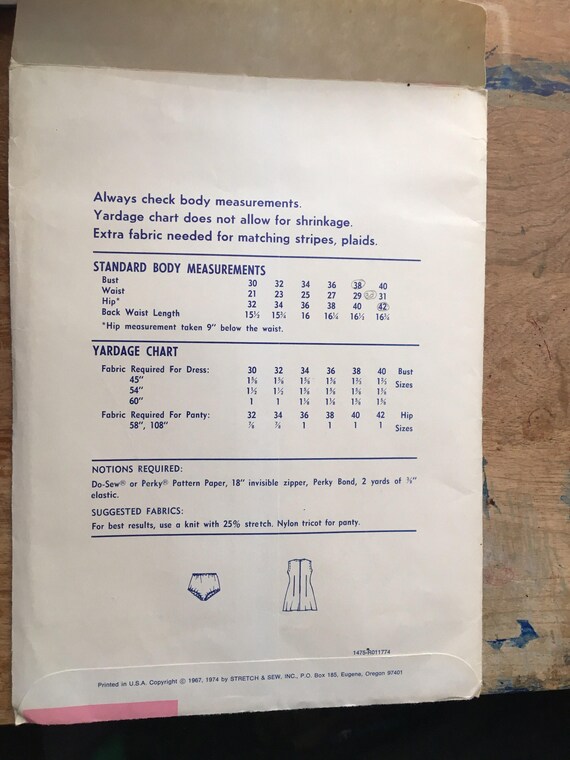 Always check body measurements.
Yardage chart does not allow for shrinkage.
Extra fabric needed for matching stripes, plaids.
STANDARD BODY MEASUREMENTS
Bust 30 32 34 36 38 40
Waist 21 23 25 27 29 31
Hip* 32 34 36 38 40 42
Back Waist Length 15½ 15¾ 16 16¼ 16½ 16¾
*Hip measurement taken 9" below the waist.
YARDAGE CHART
Fabric Required For Dress: 30 32 34 36 38 40 Bust
45" Sizes
54" 1½ 1½
60" 1 1
Fabric Required For Panty: 32 34 36 38 40 42 Hip
58", 108" ⅞ ⅞ 1 1 1 1 Sizes
NOTIONS REQUIRED:
Do-Sew® or Perky® Pattern Paper, 18" invisible zipper, Perky Bond, 2 yards of
elastic.
SUGGESTED FABRICS:
For best results, use a knit with 25% stretch. Nylon tricot for panty.
Printed in U.S.A. Copyright © 1967, 1974 by STRETCH & SEW, INC., P.O. Box 185, Eugene, Oregon 97401